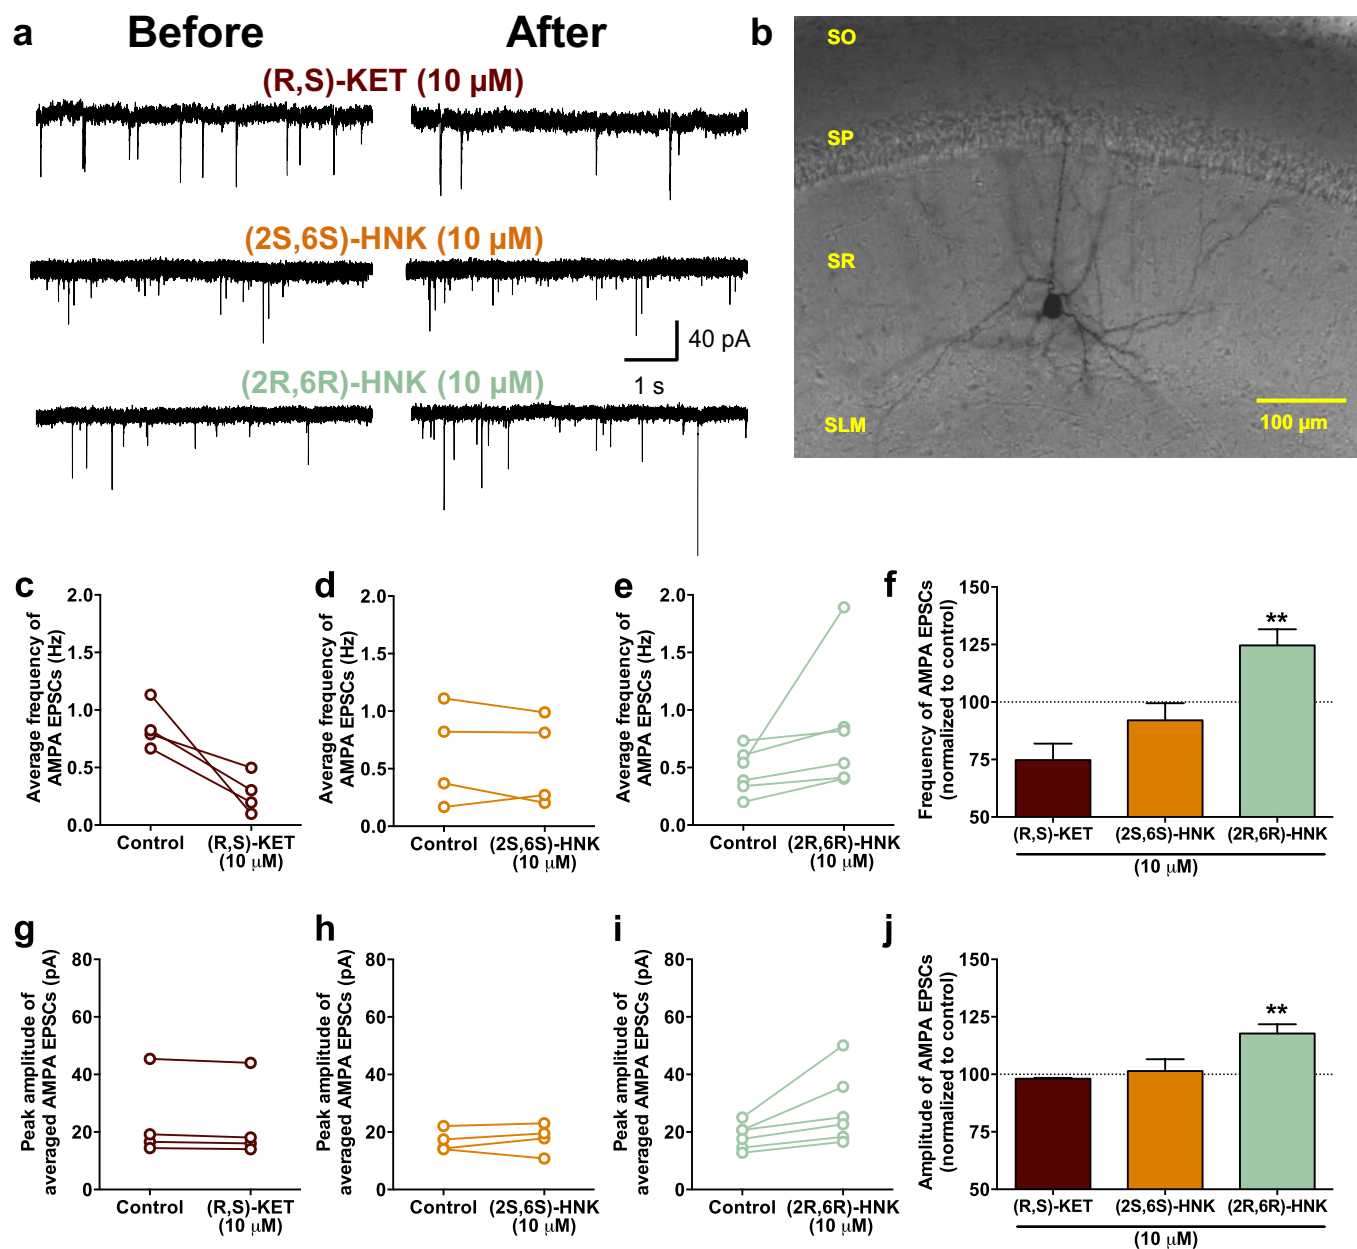 a
Before
After
(R,S)-KET (10 µM)
(2S,6S)-HNK (10 µM)
40 pA
1 s
(2R,6R)-HNK (10 µM)
b
SO
SP
SR
SLM
100 µm
c
Average frequency of
AMPA EPSCs (Hz)
2.0
1.5
1.0
0.5
0.0
Control
(R,S)-KET
(10 µM)
d
Average frequency of
AMPA EPSCs (Hz)
2.0
1.5
1.0
0.5
0.0
Control
(2S,6S)-HNK
(10 µM)
e
Average frequency of
AMPA EPSCs (Hz)
2.0
1.5
1.0
0.5
0.0
Control
(2R,6R)-HNK
(10 µM)
f
Frequency of AMPA EPSCs
(normalized to control)
150
125
100
75
50
**
(R,S)-KET
(2S,6S)-HNK
(2R,6R)-HNK
(10 µM)
g
Peak amplitude of
averaged AMPA EPSCs (pA)
80
60
40
20
0
Control
(R,S)-KET
(10 µM)
h
Peak amplitude of
averaged AMPA EPSCs (pA)
80
60
40
20
0
Control
(2S,6S)-HNK
(10 µM)
i
Peak amplitude of
averaged AMPA EPSCs (pA)
80
60
40
20
0
Control
(2R,6R)-HNK
(10 µM)
j
Amplitude of AMPA EPSCs
(normalized to control)
150
125
100
75
50
**
(R,S)-KET
(2S,6S)-HNK
(2R,6R)-HNK
(10 µM)